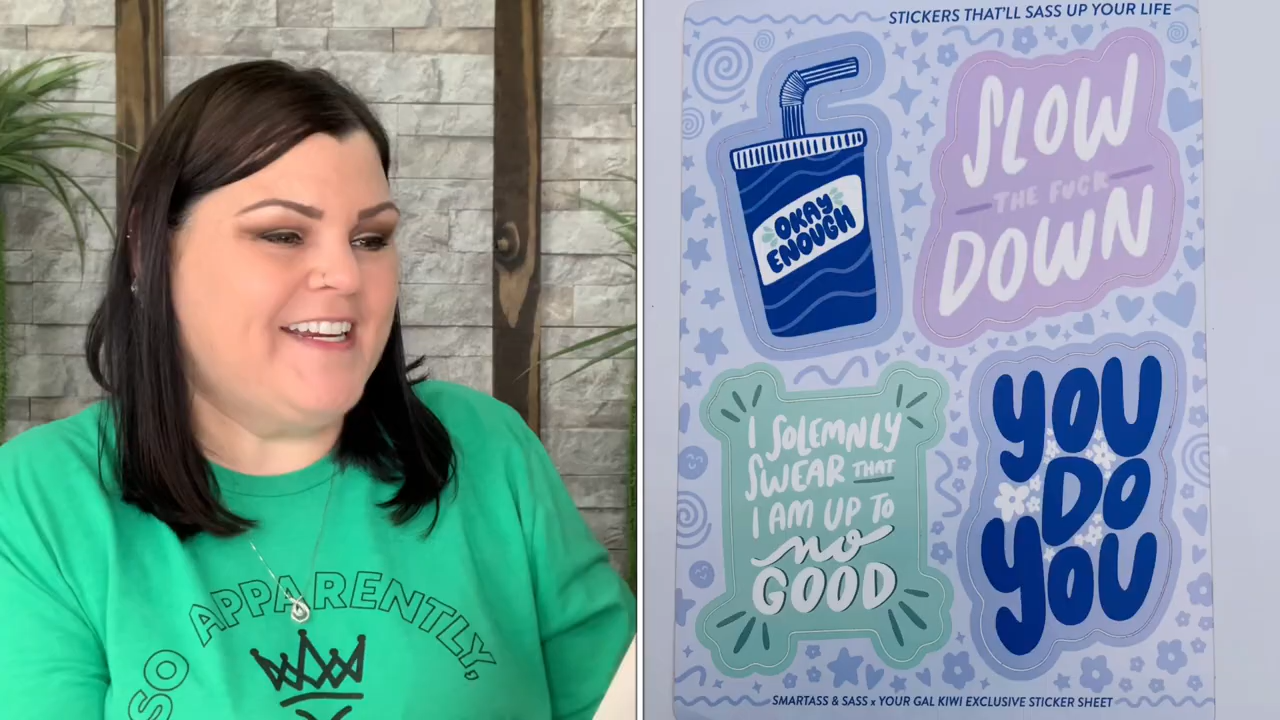 SO APPARENTLY,
STICKERS THAT'LL SASS UP YOUR LIFE
OKAY
ENOUGH
SLOW
THE FUCK
DOWN
I SOLEMNLY
SWEAR THAT
I AM UP TO
no
GOOD
YOU
DO
YOU
SMARTASS & SASS x YOUR GAL KIWI EXCLUSIVE STICKER SHEET